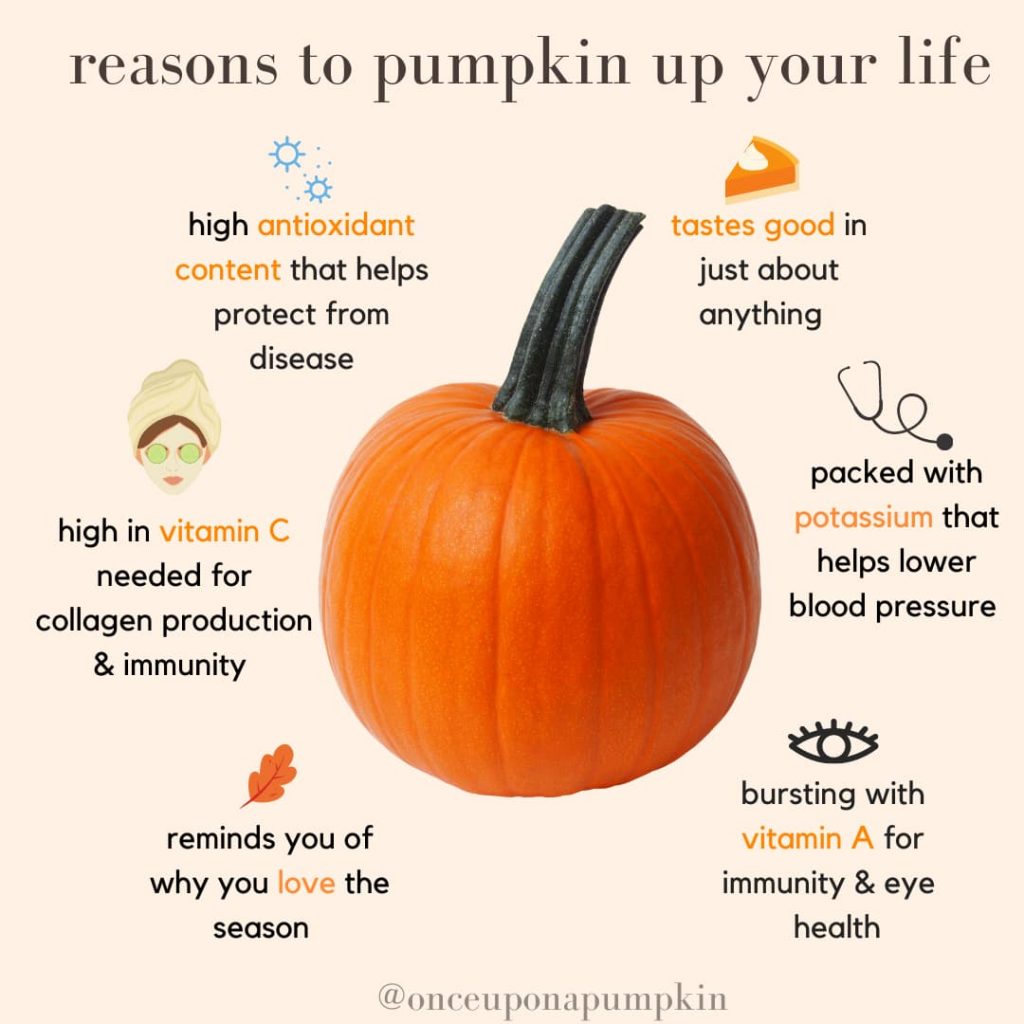 reasons to pumpkin up your life
high antioxidant
content that helps
protect from
disease
tastes good in
just about
anything
high in vitamin C
needed for
collagen production
& immunity
packed with
potassium that
helps lower
blood pressure
reminds you of
why you love the
season
bursting with
vitamin A for
immunity & eye
health
@onceuponapumpkin